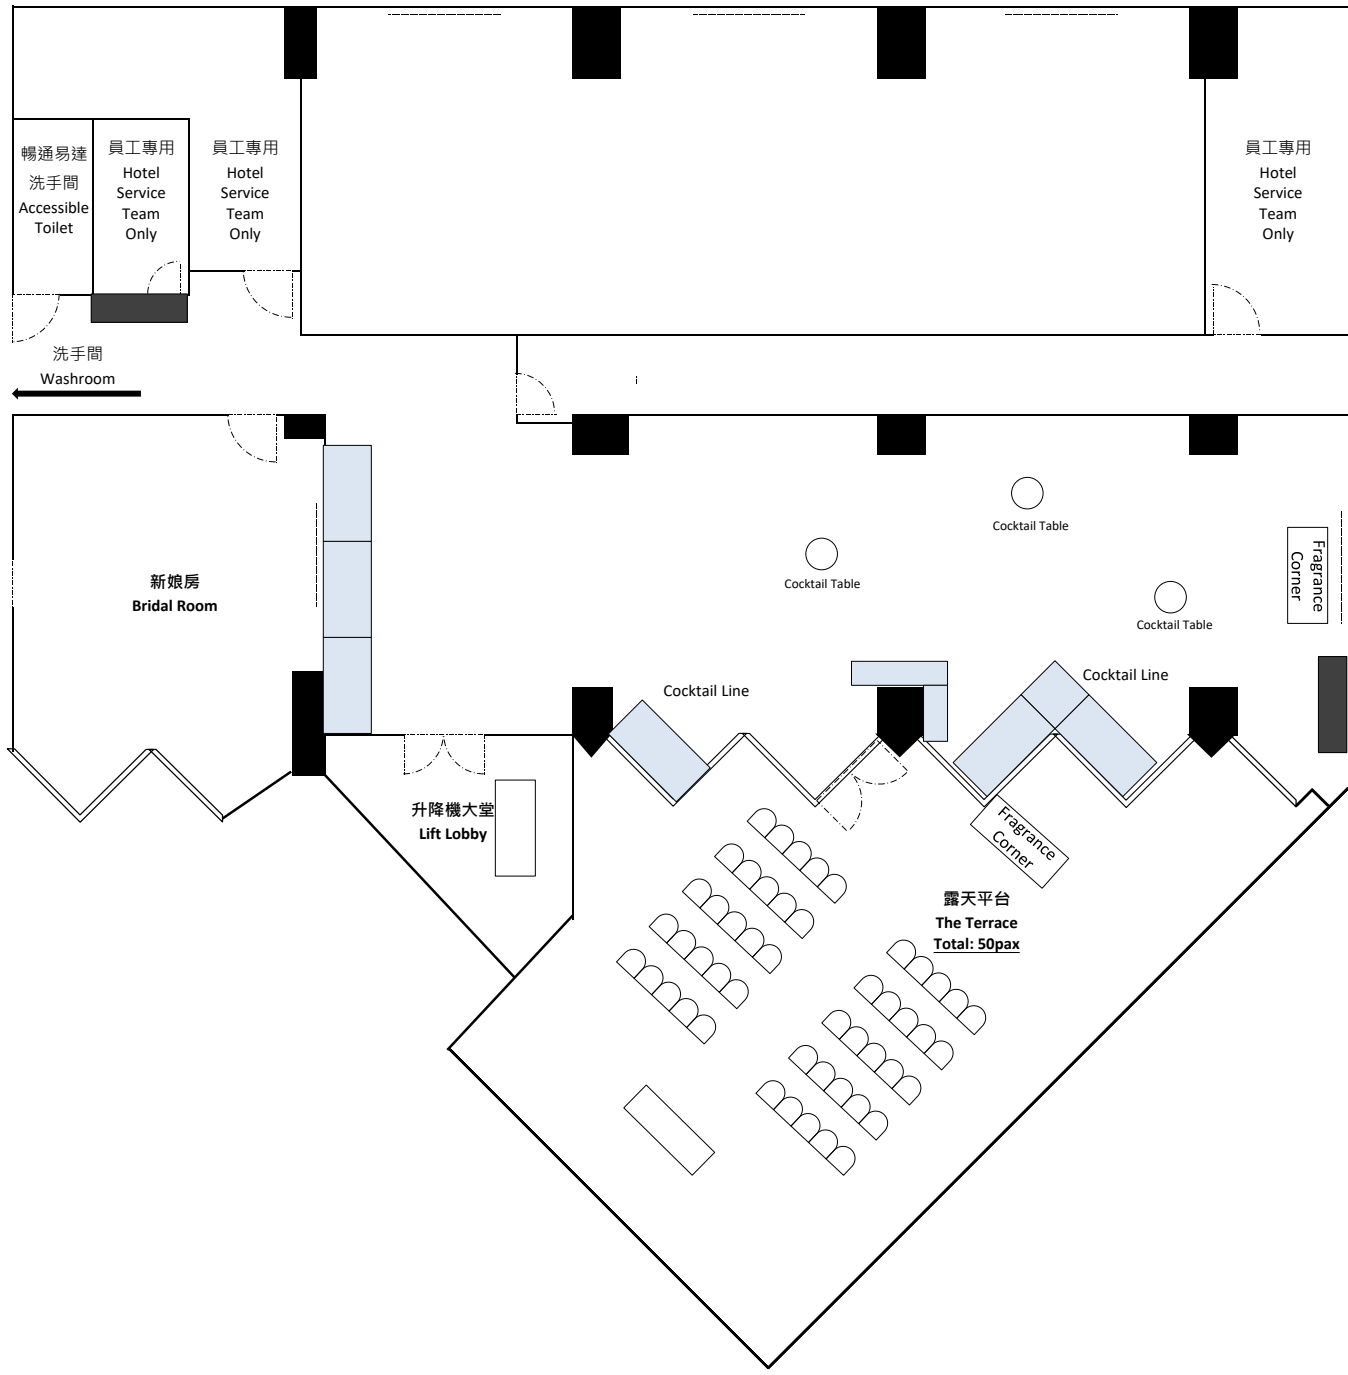 暢通易達
洗手間
Accessible
Toilet
員工專用
Hotel
Service
Team
Only
員工專用
Hotel
Service
Team
Only
員工專用
Hotel
Service
Team
Only
洗手間
Washroom
新娘房
Bridal Room
Cocktail Table
Cocktail Table
Cocktail Table
Fragrance
Corner
Cocktail Line
Cocktail Line
升降機大堂
Lift Lobby
Fragrance
Corner
露天平台
The Terrace
Total: 50pax